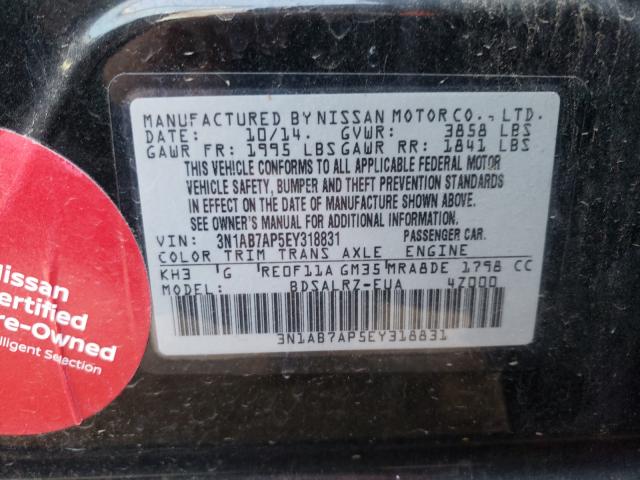 MANUFACTURED BY NISSAN MOTOR CO., LTD.
DATE: 10/14. GVWR: 3858 LBS
GAWR FR: 1995 LBS GAWR RR: 1841 LBS
THIS VEHICLE CONFORMS TO ALL APPLICABLE FEDERAL MOTOR
VEHICLE SAFETY, BUMPER AND THEFT PREVENTION STANDARDS
IN EFFECT ON THE DATE OF MANUFACTURE SHOWN ABOVE.
SEE OWNER'S MANUAL FOR ADDITIONAL INFORMATION.
VIN: 3N1AB7AP5EY318831 PASSENGER CAR.
COLOR TRIM TRANS AXLE ENGINE
KH3 G RE0F11A GM35 MRA8DE 1798 CC
MODEL: BDSALRZ-EUA 4Z000
3N1AB7AP5EY318831
Nissan
ertified
re-Owned
elligent Selection